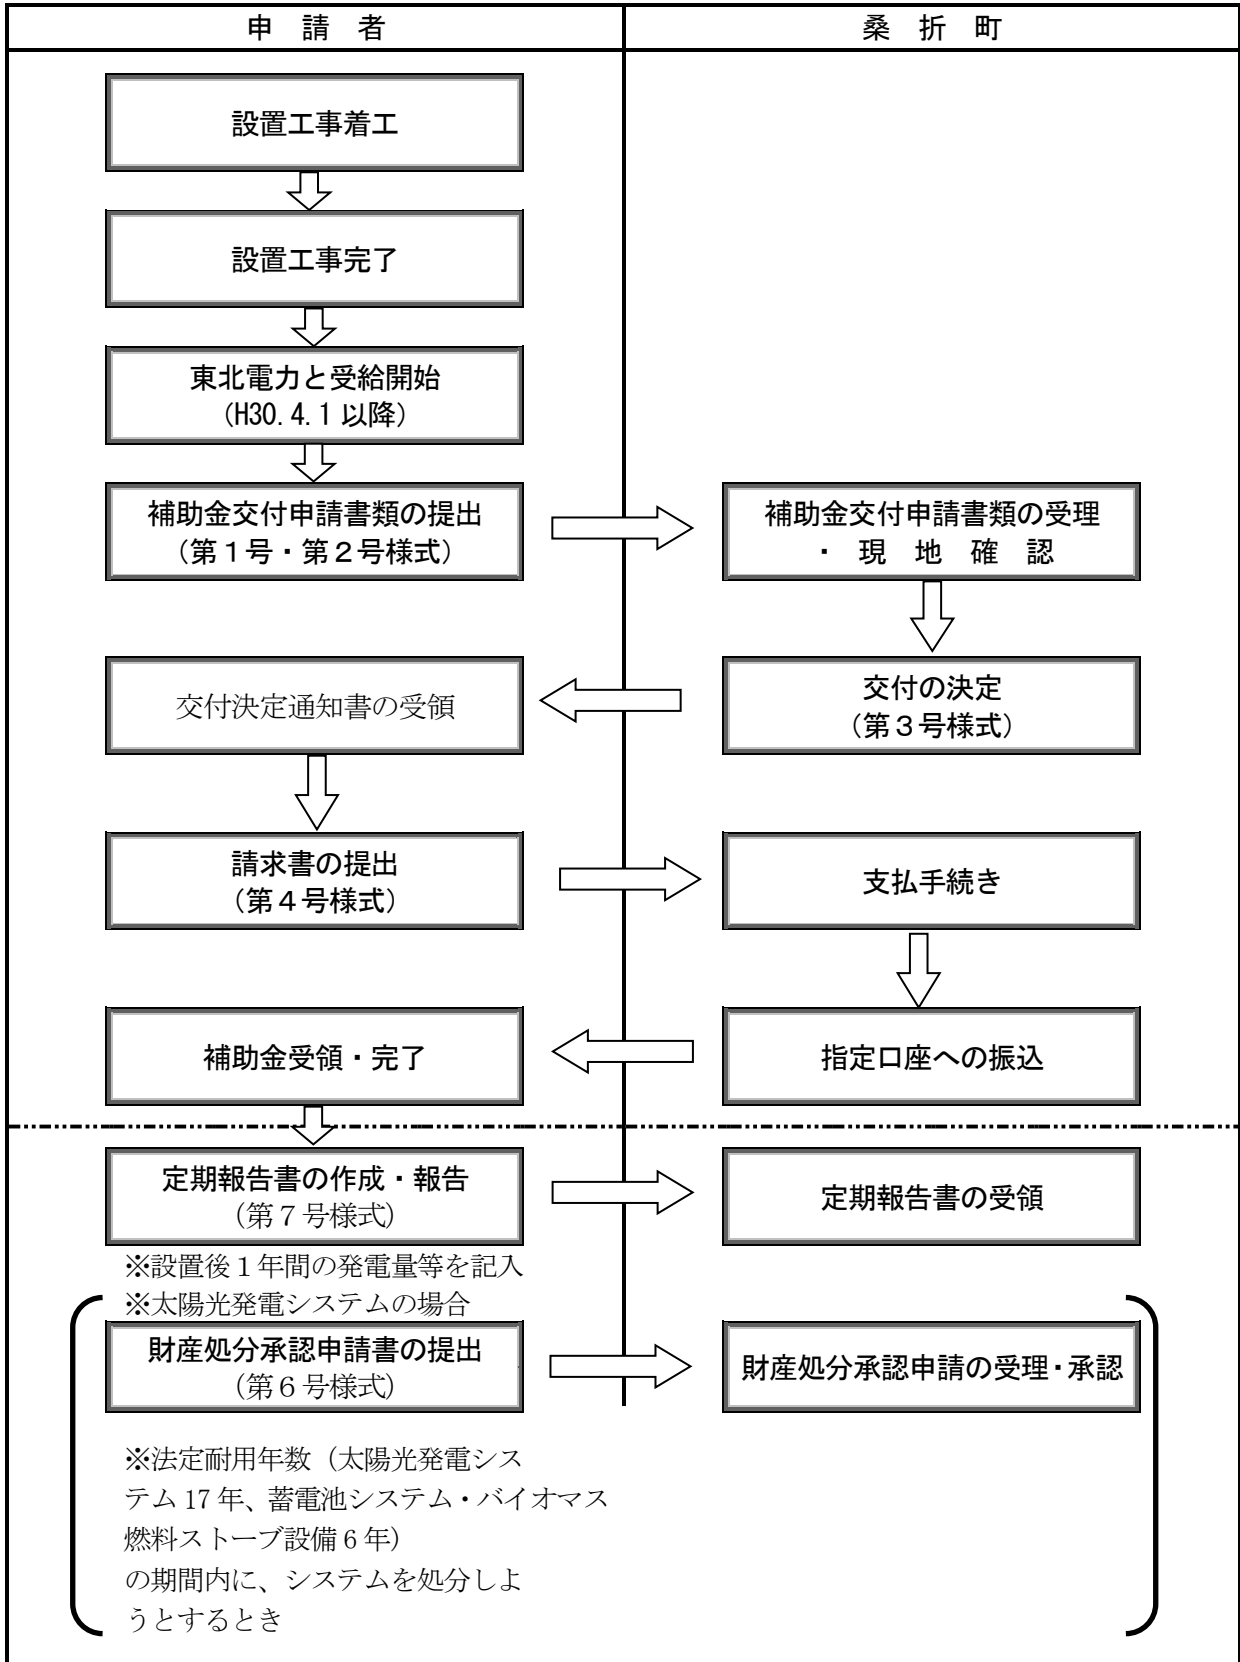 申　請　者
桑　折　町
設置工事着工
設置工事完了
東北電力と受給開始
（H30.4.1 以降）
補助金交付申請書類の提出
（第１号・第２号様式）
補助金交付申請書類の受理
・　現　地　確　認
交付の決定
（第３号様式）
交付決定通知書の受領
請求書の提出
（第４号様式）
支払手続き
指定口座への振込
補助金受領・完了
定期報告書の作成・報告
（第７号様式）
定期報告書の受領
※設置後１年間の発電量等を記入
※太陽光発電システムの場合
財産処分承認申請書の提出
（第６号様式）
財産処分承認申請の受理・承認
※法定耐用年数（太陽光発電シス
テム 17 年、蓄電池システム・バイオマス
燃料ストーブ設備 6 年）
の期間内に、システムを処分しよ
うとするとき